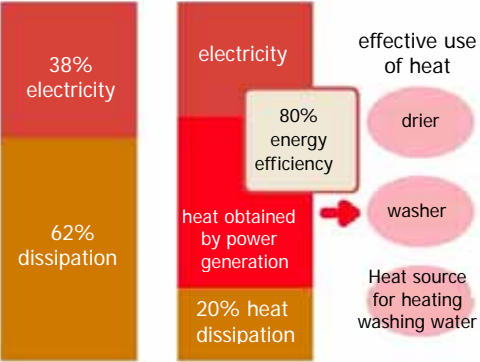 38%
electricity
62%
dissipation
electricity
80%
energy
efficiency
heat obtained
by power
generation
20% heat
dissipation
effective use
of heat
drier
washer
Heat source
for heating
washing water